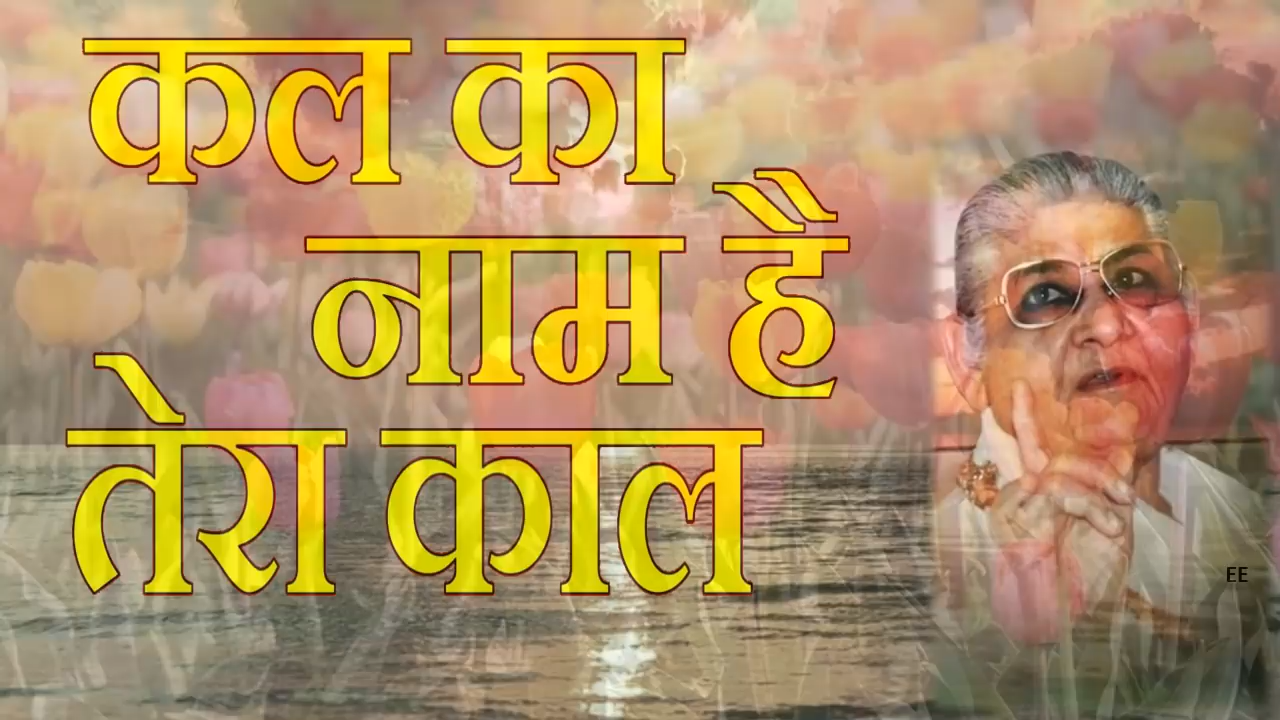 कल का
नाम है
तेरा काल
EE